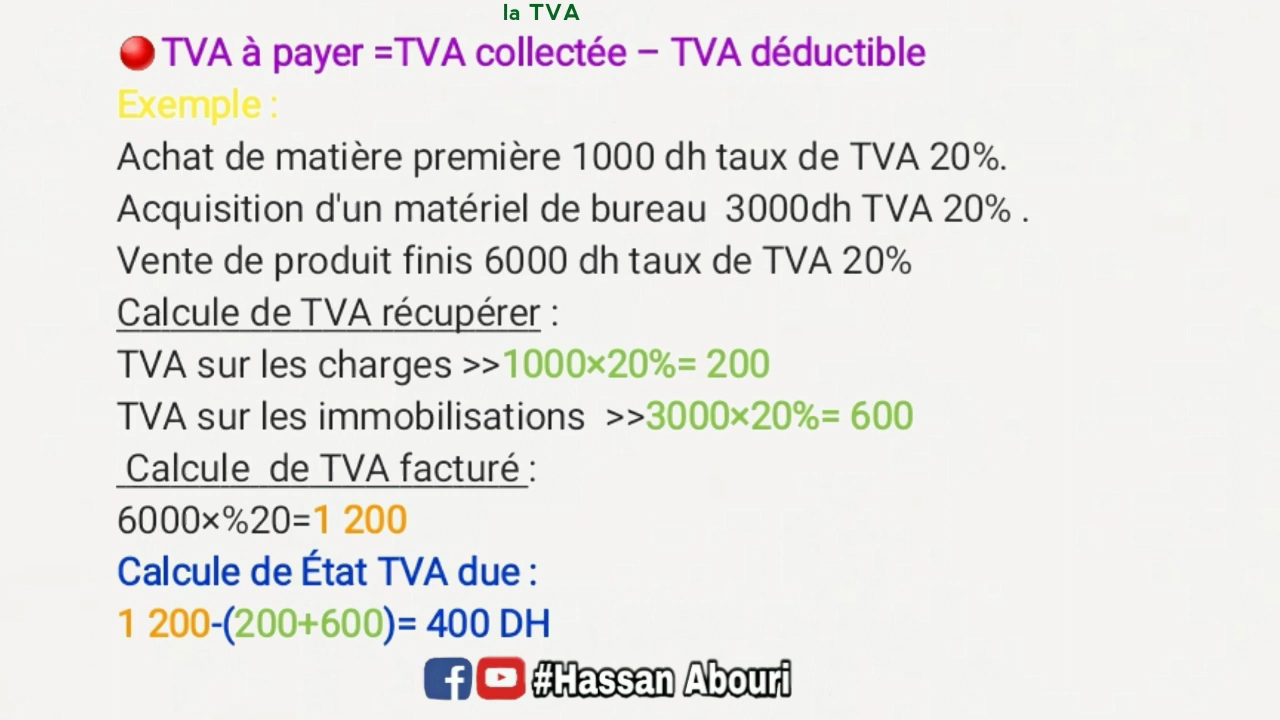 la TVA
TVA à payer =TVA collectée – TVA déductible
Exemple :
Achat de matière première 1000 dh taux de TVA 20%.
Acquisition d'un matériel de bureau 3000dh TVA 20% .
Vente de produit finis 6000 dh taux de TVA 20%
Calcule de TVA récupérer :
TVA sur les charges >>1000×20%= 200
TVA sur les immobilisations >>3000×20%= 600
Calcule de TVA facturé :
6000×%20=1 200
Calcule de État TVA due :
1 200-(200+600)= 400 DH
#Hassan Abouri